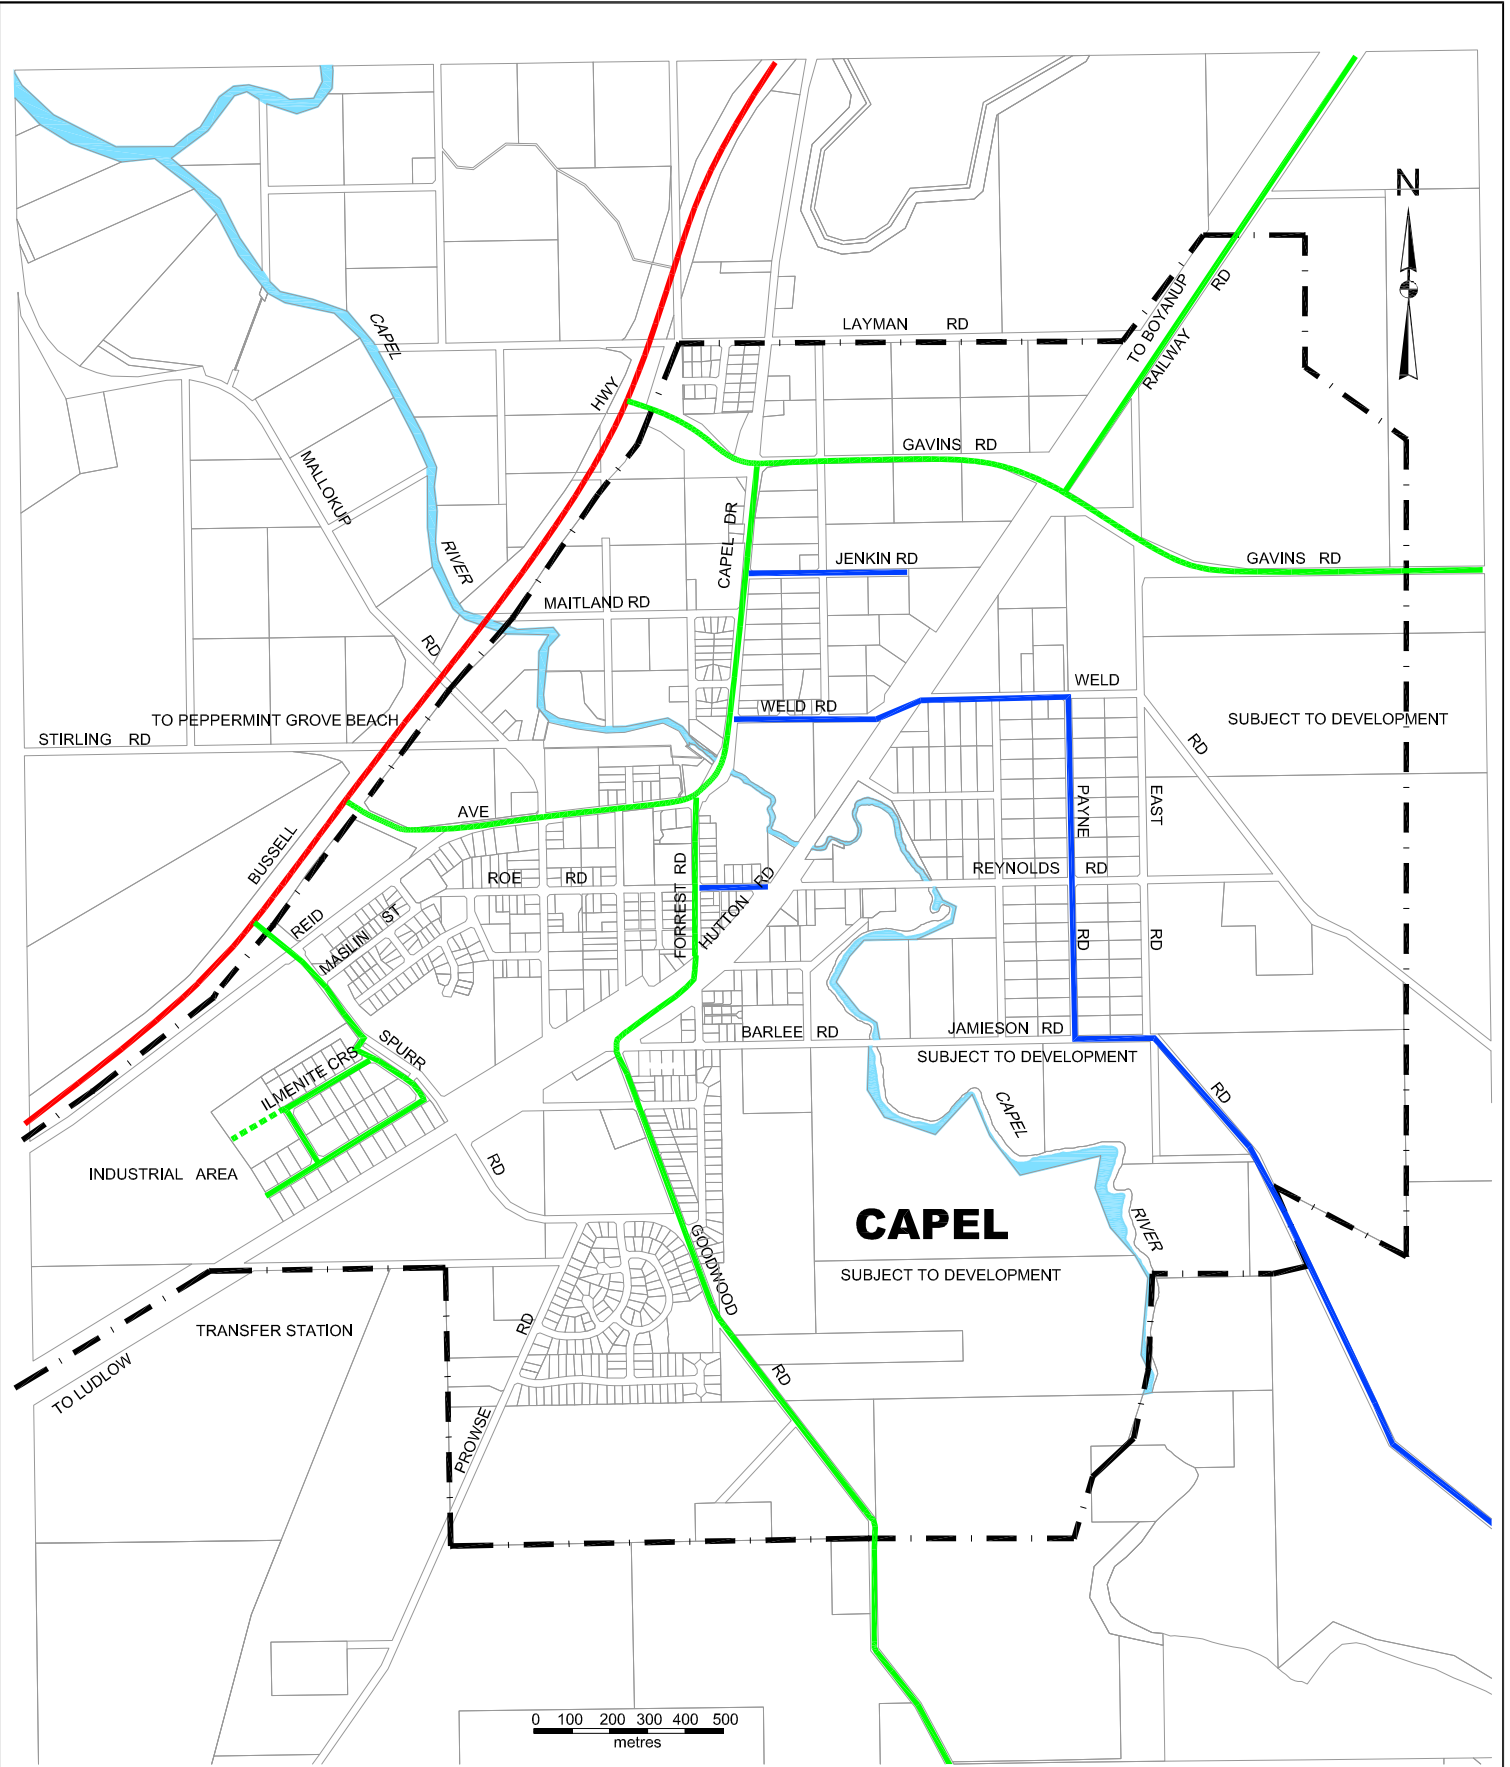 N
CAPEL
LAYMAN RD
TO BOYANUP
RAILWAY RD
HWY
GAVINS RD
MALLOKUP
CAPEL DR
RIVER
JENKIN RD
GAVINS RD
MAITLAND RD
RD
WELD
TO PEPPERMINT GROVE BEACH
WELD RD
SUBJECT TO DEVELOPMENT
STIRLING RD
RD
AVE
PAYNE
EAST
BUSSELL
ROE RD
FORREST RD
REYNOLDS RD
HUTTON RD
REID
MASLIN ST
RD
RD
BARLEE RD
JAMIESON RD
SPURR
SUBJECT TO DEVELOPMENT
ILMENITE CRS
RD
CAPEL
INDUSTRIAL AREA
RD
CAPEL
RIVER
GOODWOOD
SUBJECT TO DEVELOPMENT
TRANSFER STATION
RD
TO LUDLOW
RD
PROWSE
0 100 200 300 400 500
metres